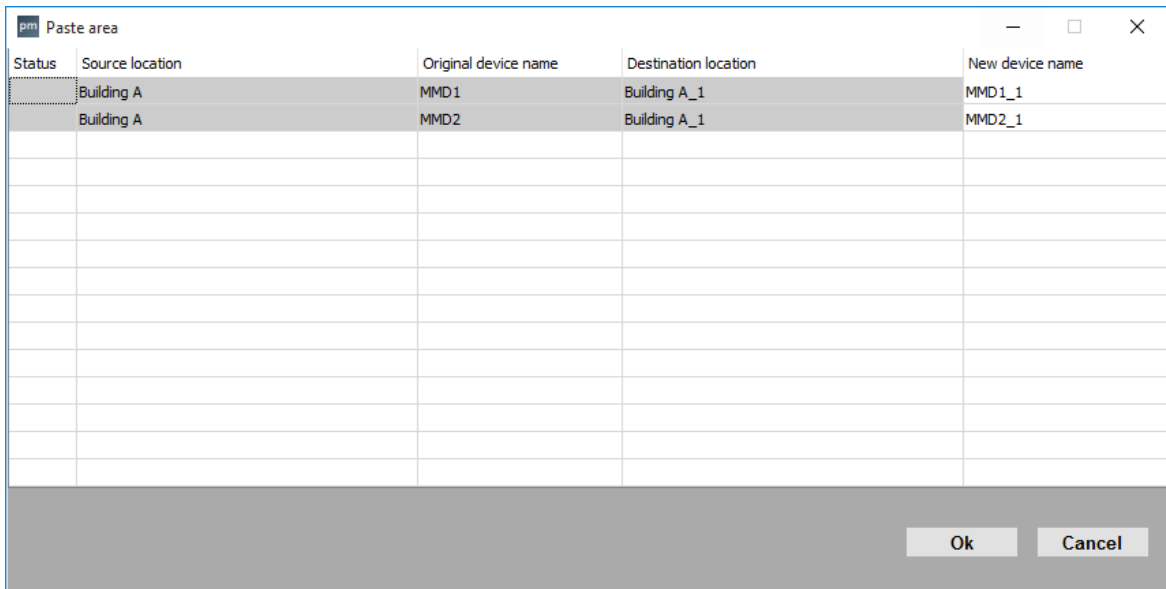 pm Paste area
Status Source location Original device name Destination location New device name
Building A MMD1 Building A_1 MMD1_1
Building A MMD2 Building A_1 MMD2_1
Ok Cancel